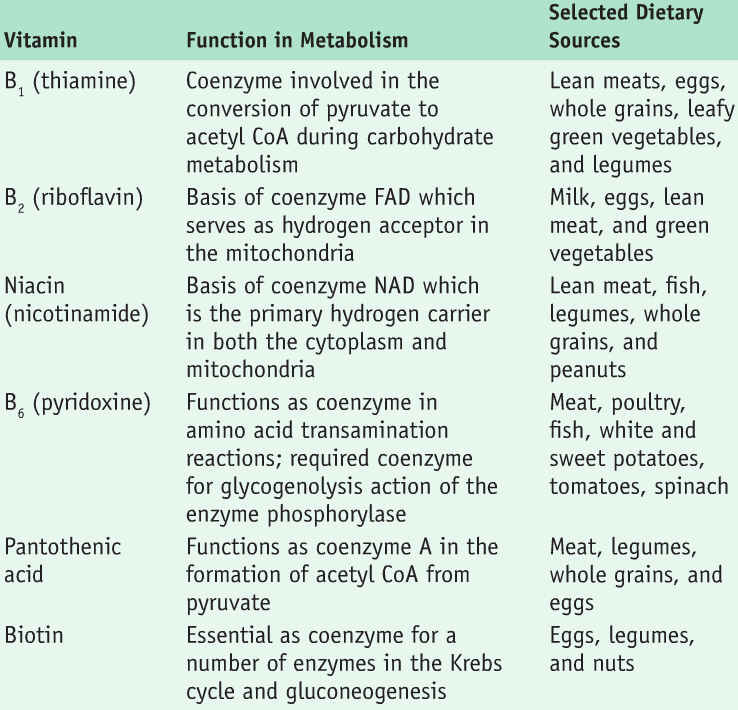 Vitamin Function in Metabolism Selected Dietary
Sources
B₁ (thiamine) Coenzyme involved in the Lean meats, eggs,
conversion of pyruvate to whole grains, leafy
acetyl CoA during carbohydrate green vegetables,
metabolism and legumes
B₂ (riboflavin) Basis of coenzyme FAD which Milk, eggs, lean
serves as hydrogen acceptor in meat, and green
the mitochondria vegetables
Niacin Basis of coenzyme NAD which Lean meat, fish,
(nicotinamide) is the primary hydrogen carrier legumes, whole
in both the cytoplasm and grains, and
mitochondria peanuts
B₆ (pyridoxine) Functions as coenzyme in Meat, poultry,
amino acid transamination fish, white and
reactions; required coenzyme sweet potatoes,
for glycogenolysis action of the tomatoes, spinach
enzyme phosphorylase
Pantothenic Functions as coenzyme A in the Meat, legumes,
acid formation of acetyl CoA from whole grains, and
pyruvate eggs
Biotin Essential as coenzyme for a Eggs, legumes,
number of enzymes in the Krebs and nuts
cycle and gluconeogenesis